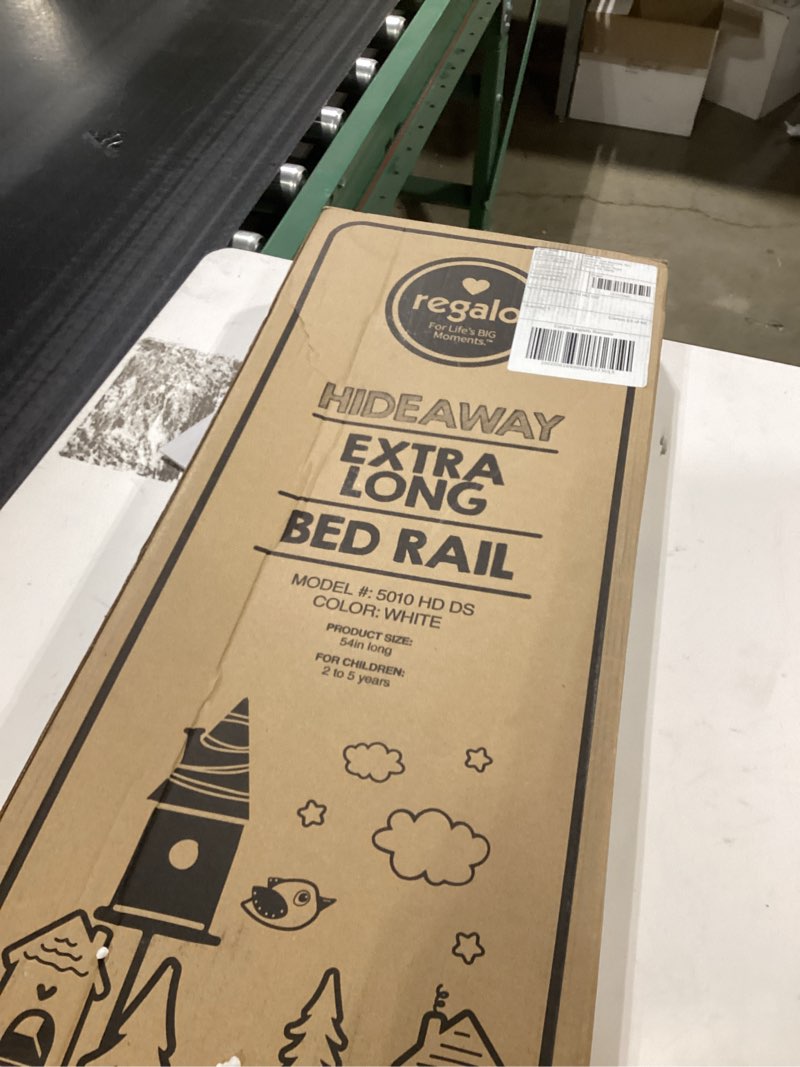 regalo
For Life's BIG
Moments.™
HIDEAWAY
EXTRA
LONG
BED RAIL
MODEL #: 5010 HD DS
COLOR: WHITE
PRODUCT SIZE:
54in long
FOR CHILDREN:
2 to 5 years